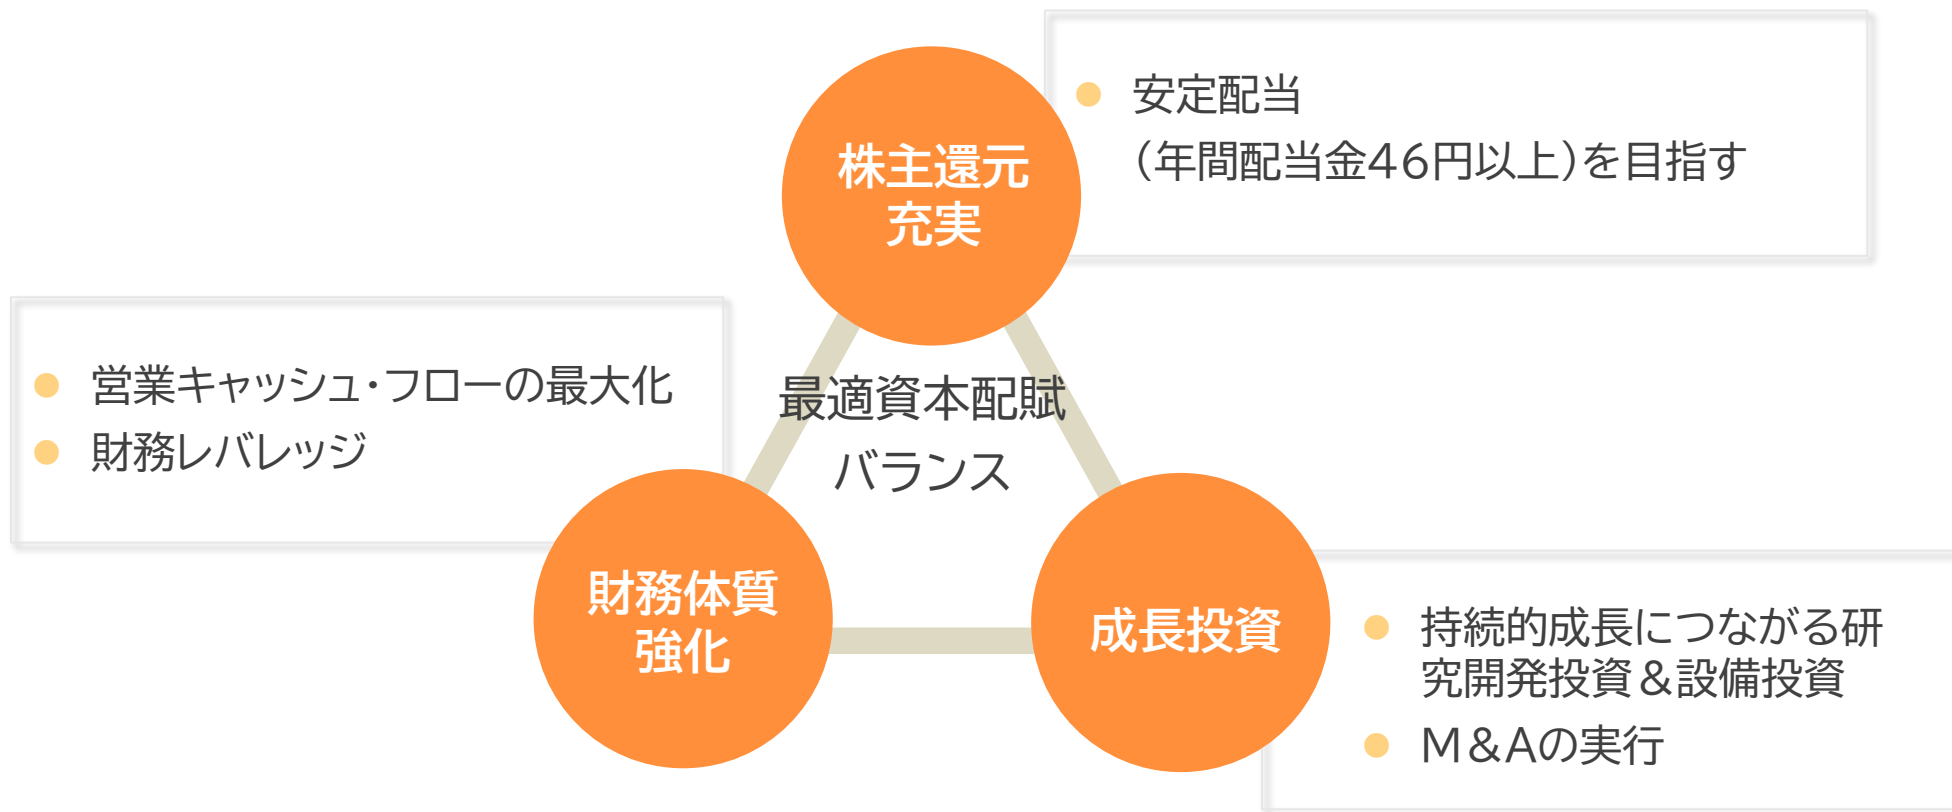 株主還元
充実
● 安定配当
（年間配当金４６円以上）を目指す
● 営業キャッシュ・フローの最大化
● 財務レバレッジ
最適資本配賦
バランス
財務体質
強化
成長投資
● 持続的成長につながる研
究開発投資＆設備投資
● Ｍ＆Ａの実行